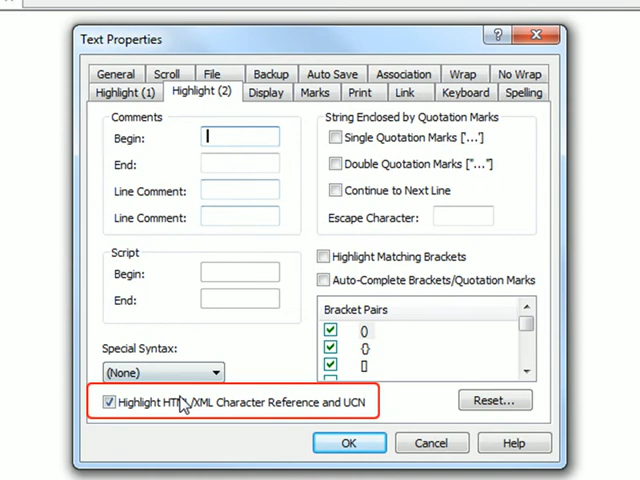 Text Properties
?
General Scroll File Backup Auto Save Association Wrap No Wrap
Highlight (1) Highlight (2) Display Marks Print Link Keyboard Spelling
Comments
Begin:
End:
Line Comment:
Line Comment:
String Enclosed by Quotation Marks
Single Quotation Marks ['...']
Double Quotation Marks ["..."]
Continue to Next Line
Escape Character:
Script
Begin:
End:
Highlight Matching Brackets
Auto-Complete Brackets/Quotation Marks
Bracket Pairs
()
{}
[]
Special Syntax:
(None)
Highlight HTML/XML Character Reference and UCN
Reset...
OK Cancel Help